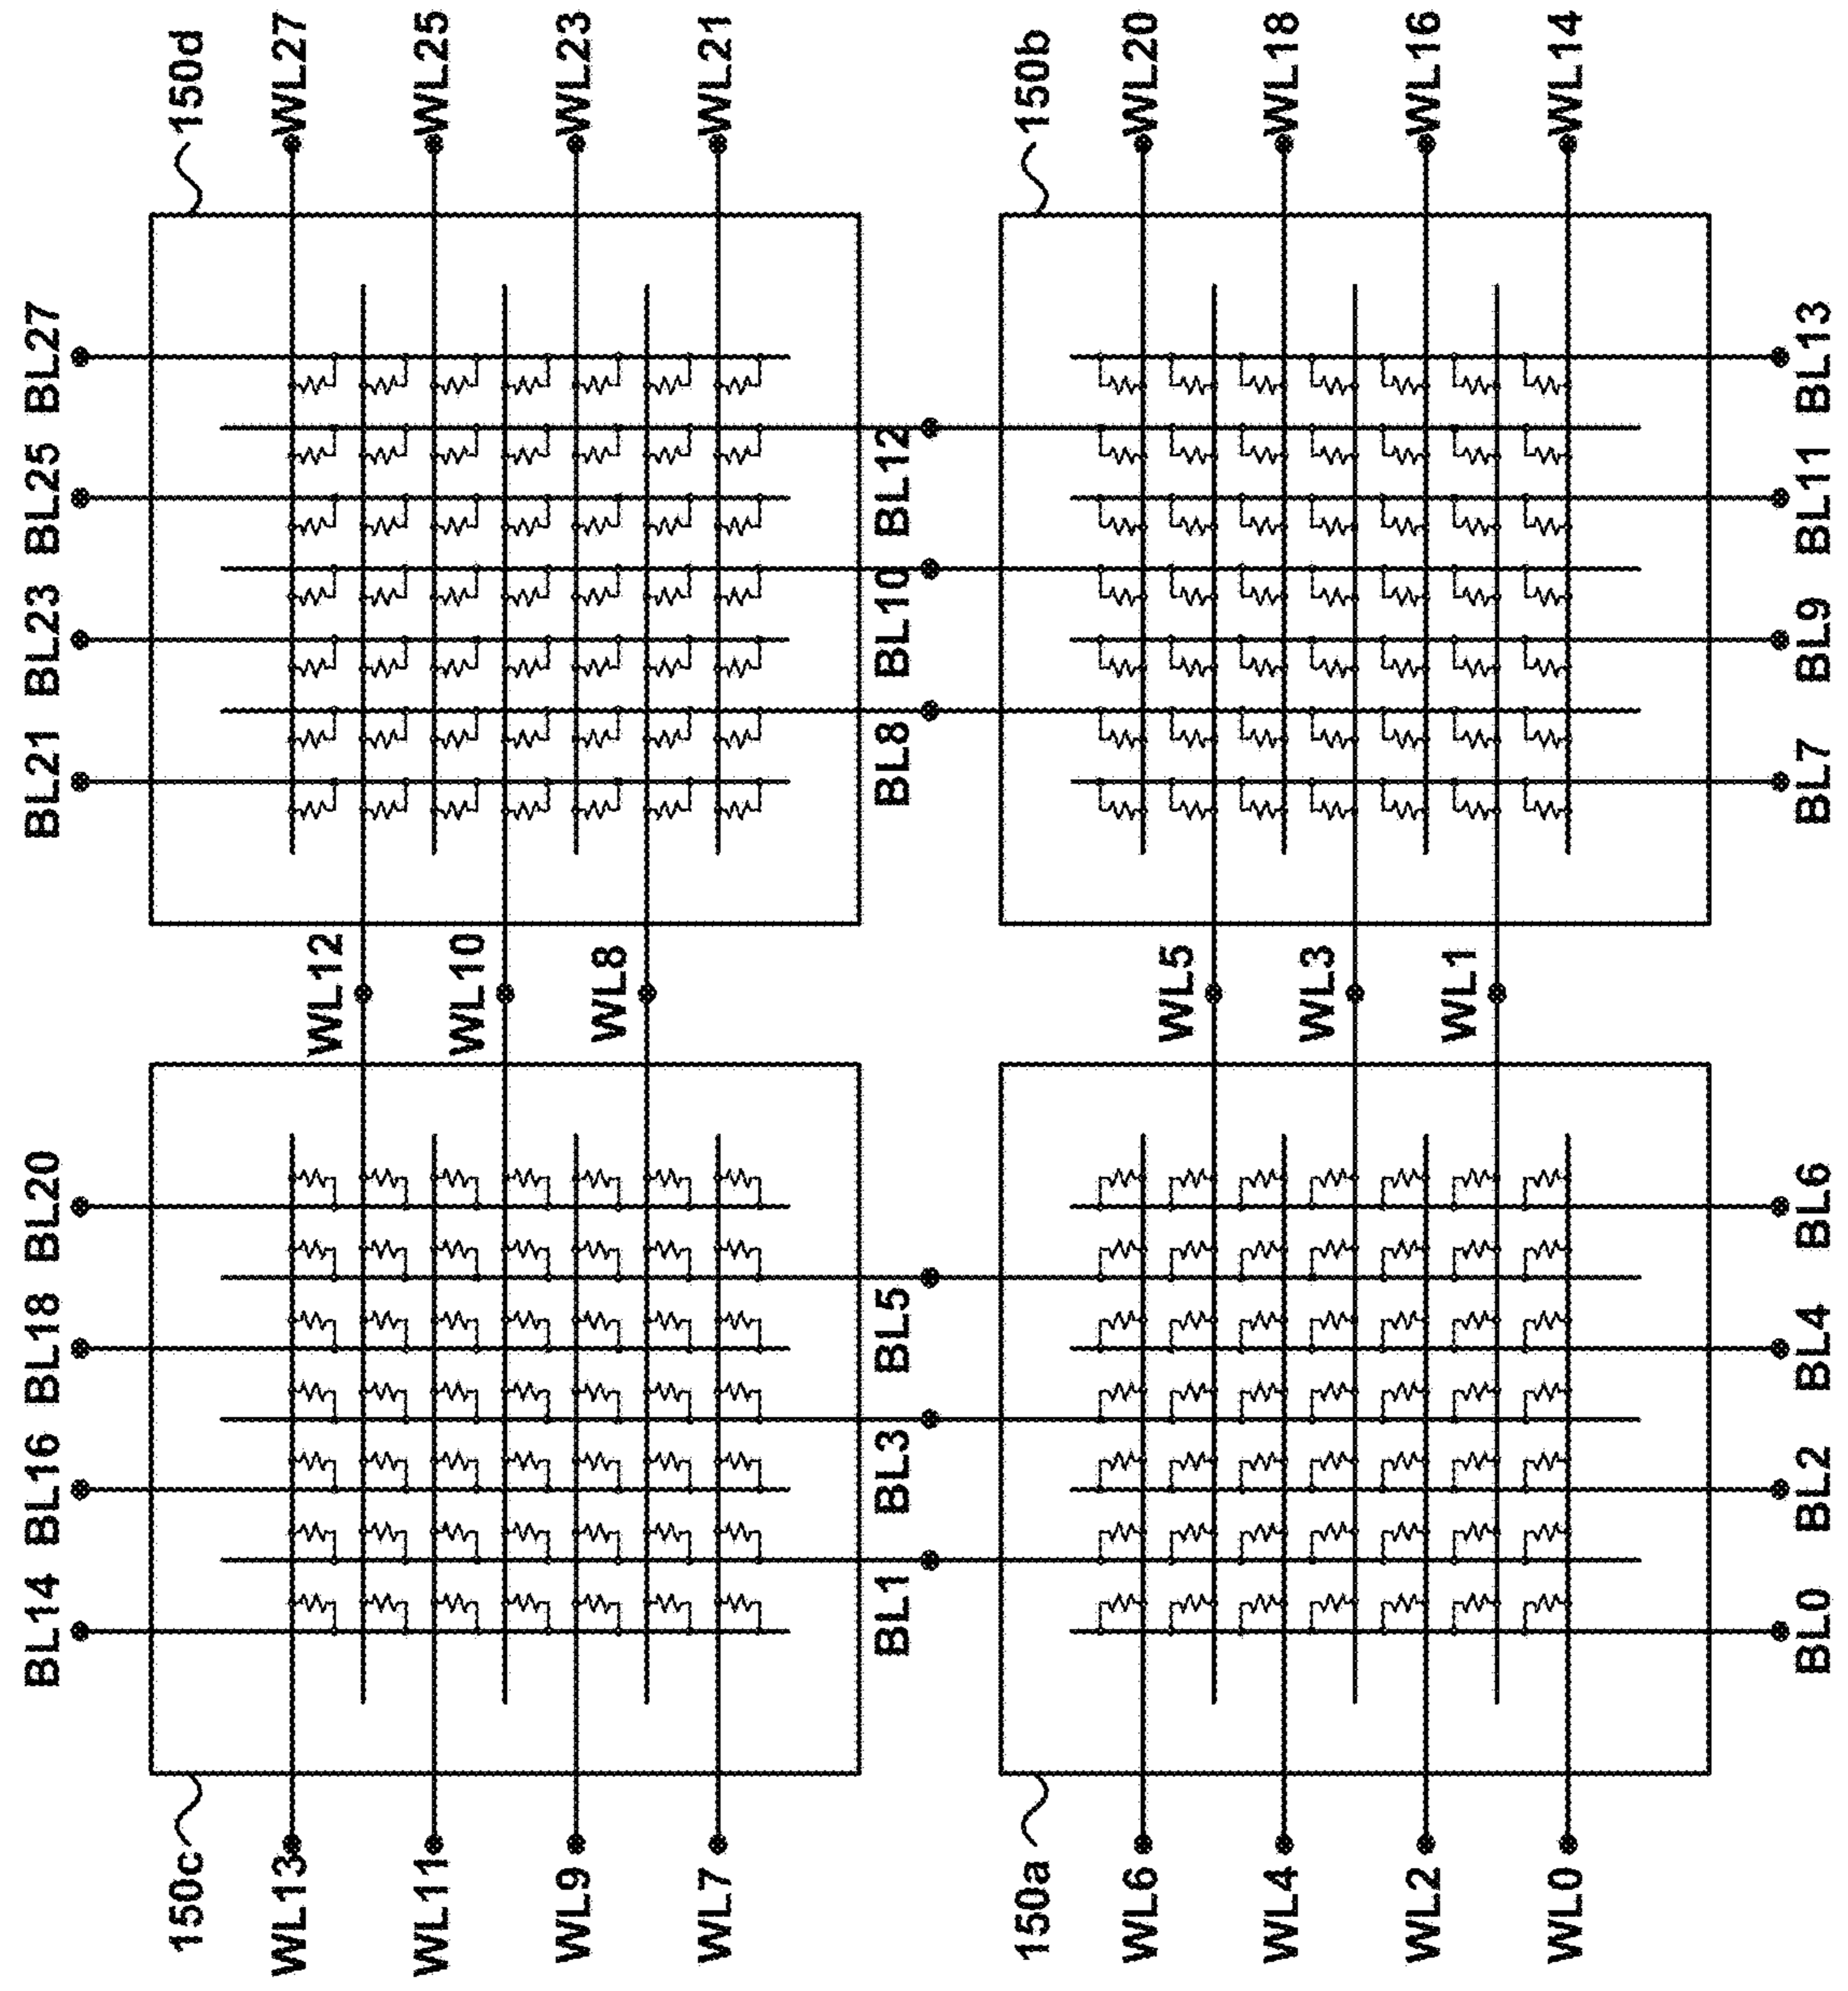 BL14 BL16 BL18 BL20 BL21 BL23 BL25 BL27
150c 150d
WL13 WL27
WL12
WL11 WL25
WL10
WL9 WL23
WL8
WL7 WL21
BL1 BL3 BL5 BL8 BL10 BL12
150a 150b
WL6 WL20
WL5
WL4 WL18
WL3
WL2 WL16
WL1
WL0 WL14
BL0 BL2 BL4 BL6 BL7 BL9 BL11 BL13